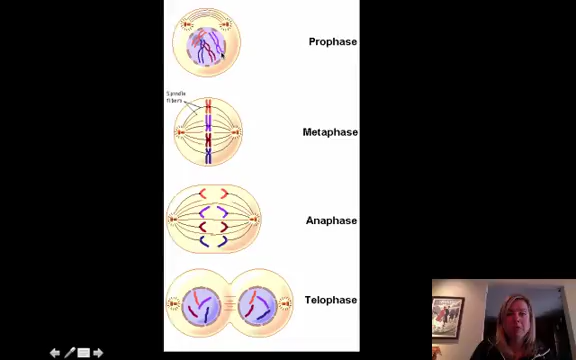 Prophase
Spindle
fibers
Metaphase
Anaphase
Telophase